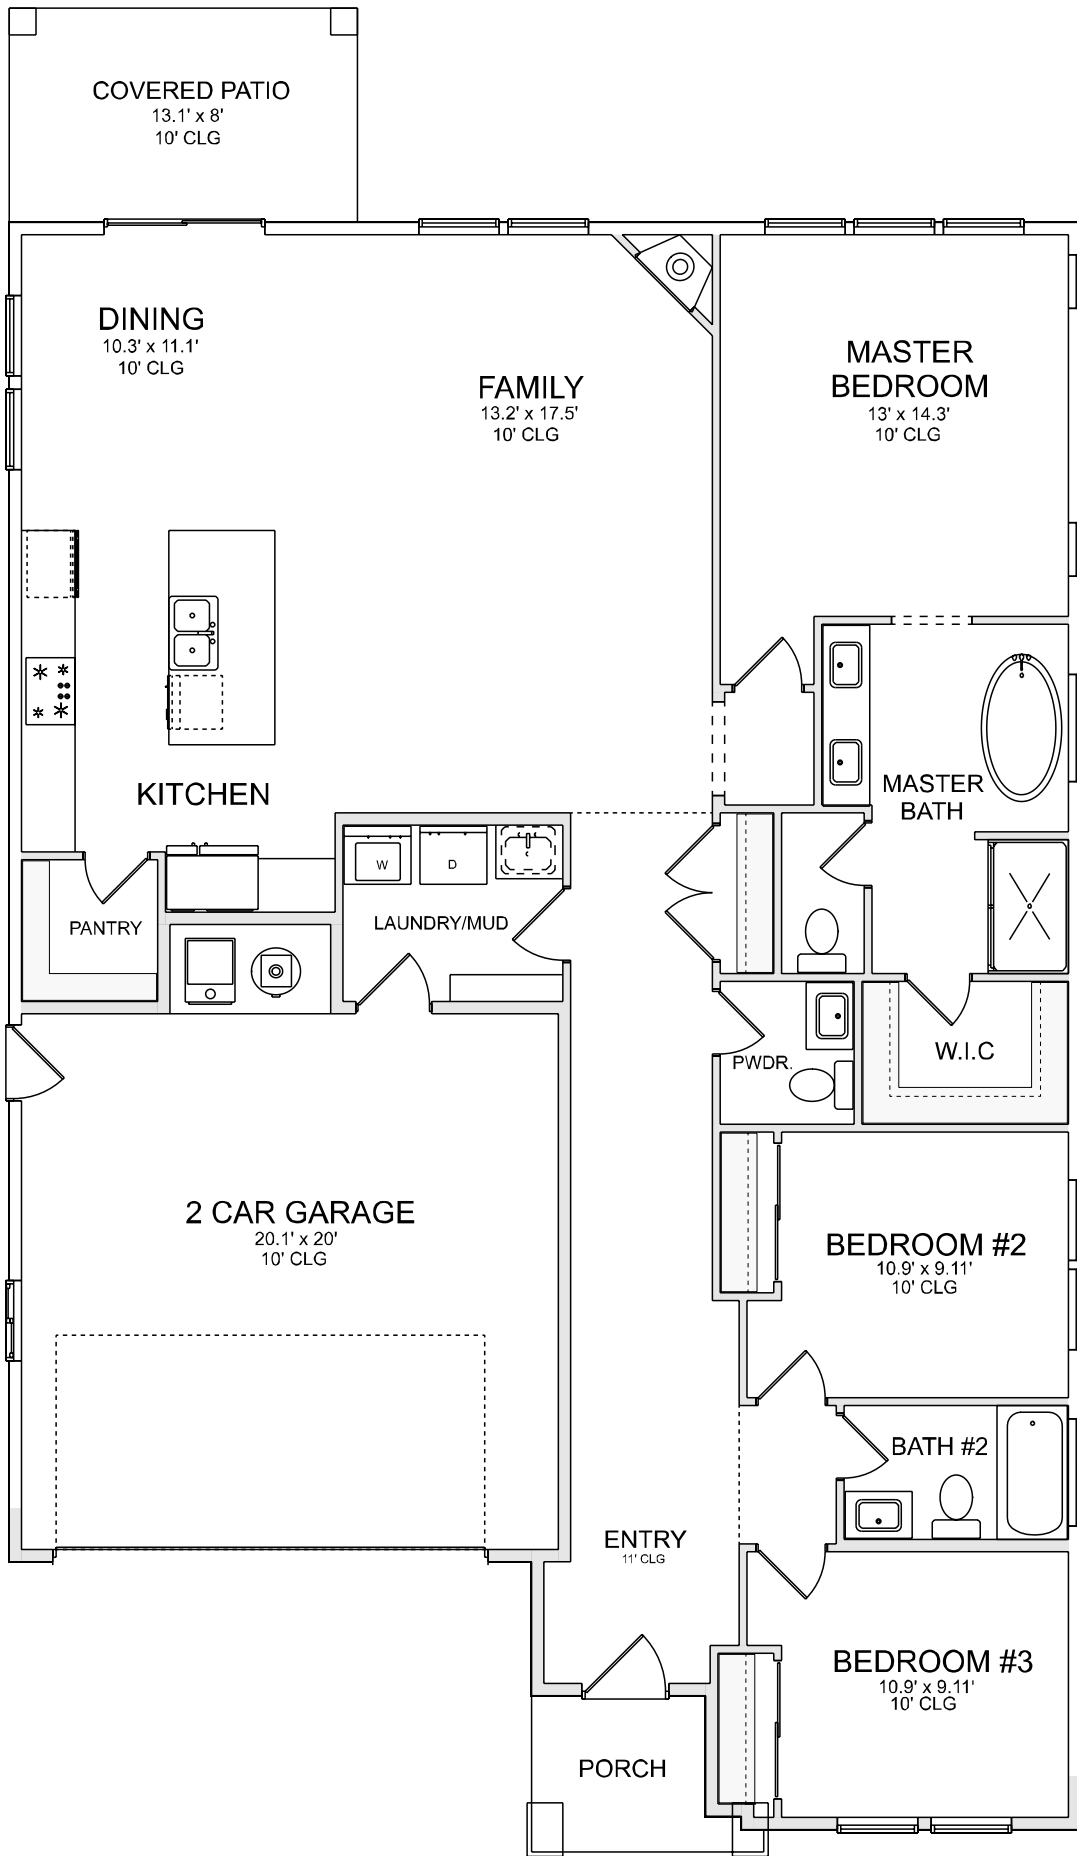 COVERED PATIO
13.1' x 8'
10' CLG
DINING
10.3' x 11.1'
10' CLG
FAMILY
13.2' x 17.5'
10' CLG
MASTER
BEDROOM
13' x 14.3'
10' CLG
KITCHEN
MASTER
BATH
W
D
PANTRY
LAUNDRY/MUD
PWDR.
W.I.C
2 CAR GARAGE
20.1' x 20'
10' CLG
BEDROOM #2
10.9' x 9.11'
10' CLG
BATH #2
ENTRY
11' CLG
BEDROOM #3
10.9' x 9.11'
10' CLG
PORCH